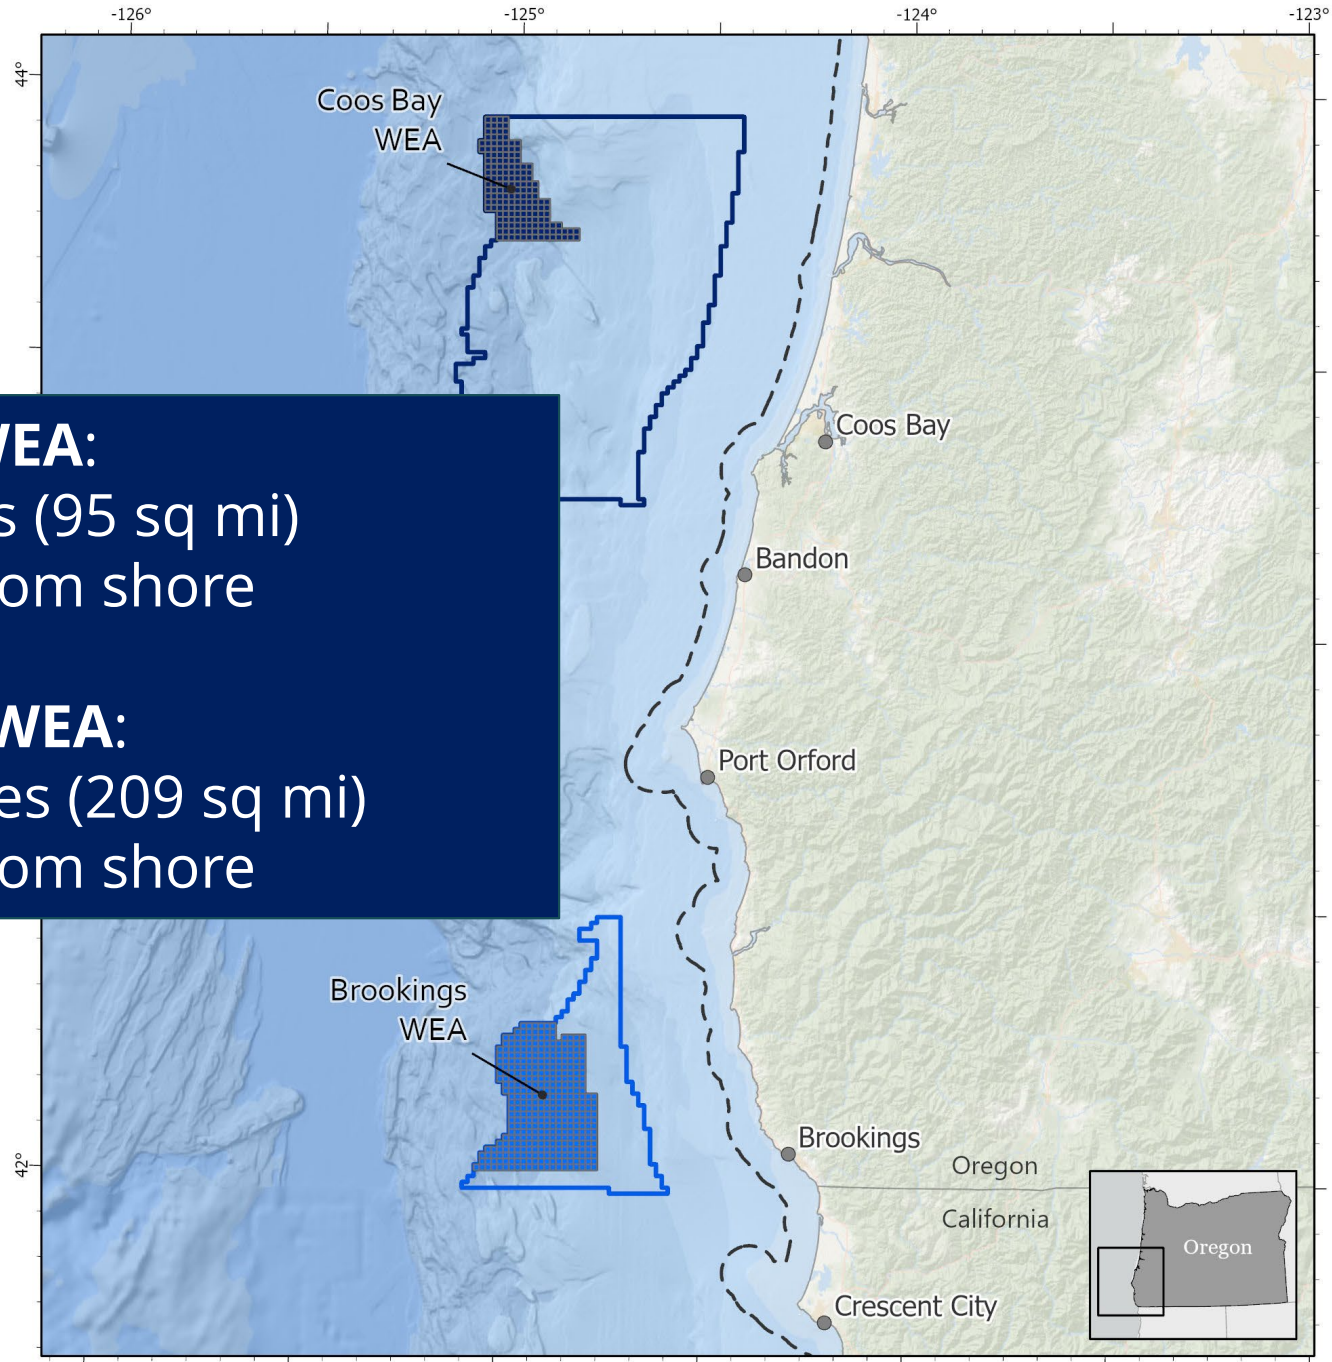 -126°
-125°
-124°
-123°
44°
Coos Bay
WEA
WEA:
s (95 sq mi)
om shore
WEA:
es (209 sq mi)
om shore
Coos Bay
Bandon
Port Orford
Brookings
WEA
Brookings
42°
Oregon
California
Oregon
Crescent City